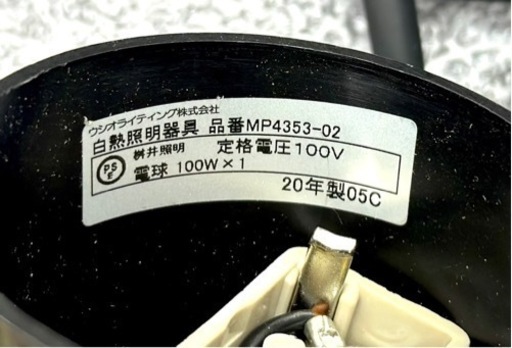 ウシオライティング株式会社
白熱照明器具 品番MP4353-02
PS
E
桝井照明 定格電圧100V
電球 100W×1
20年製05C